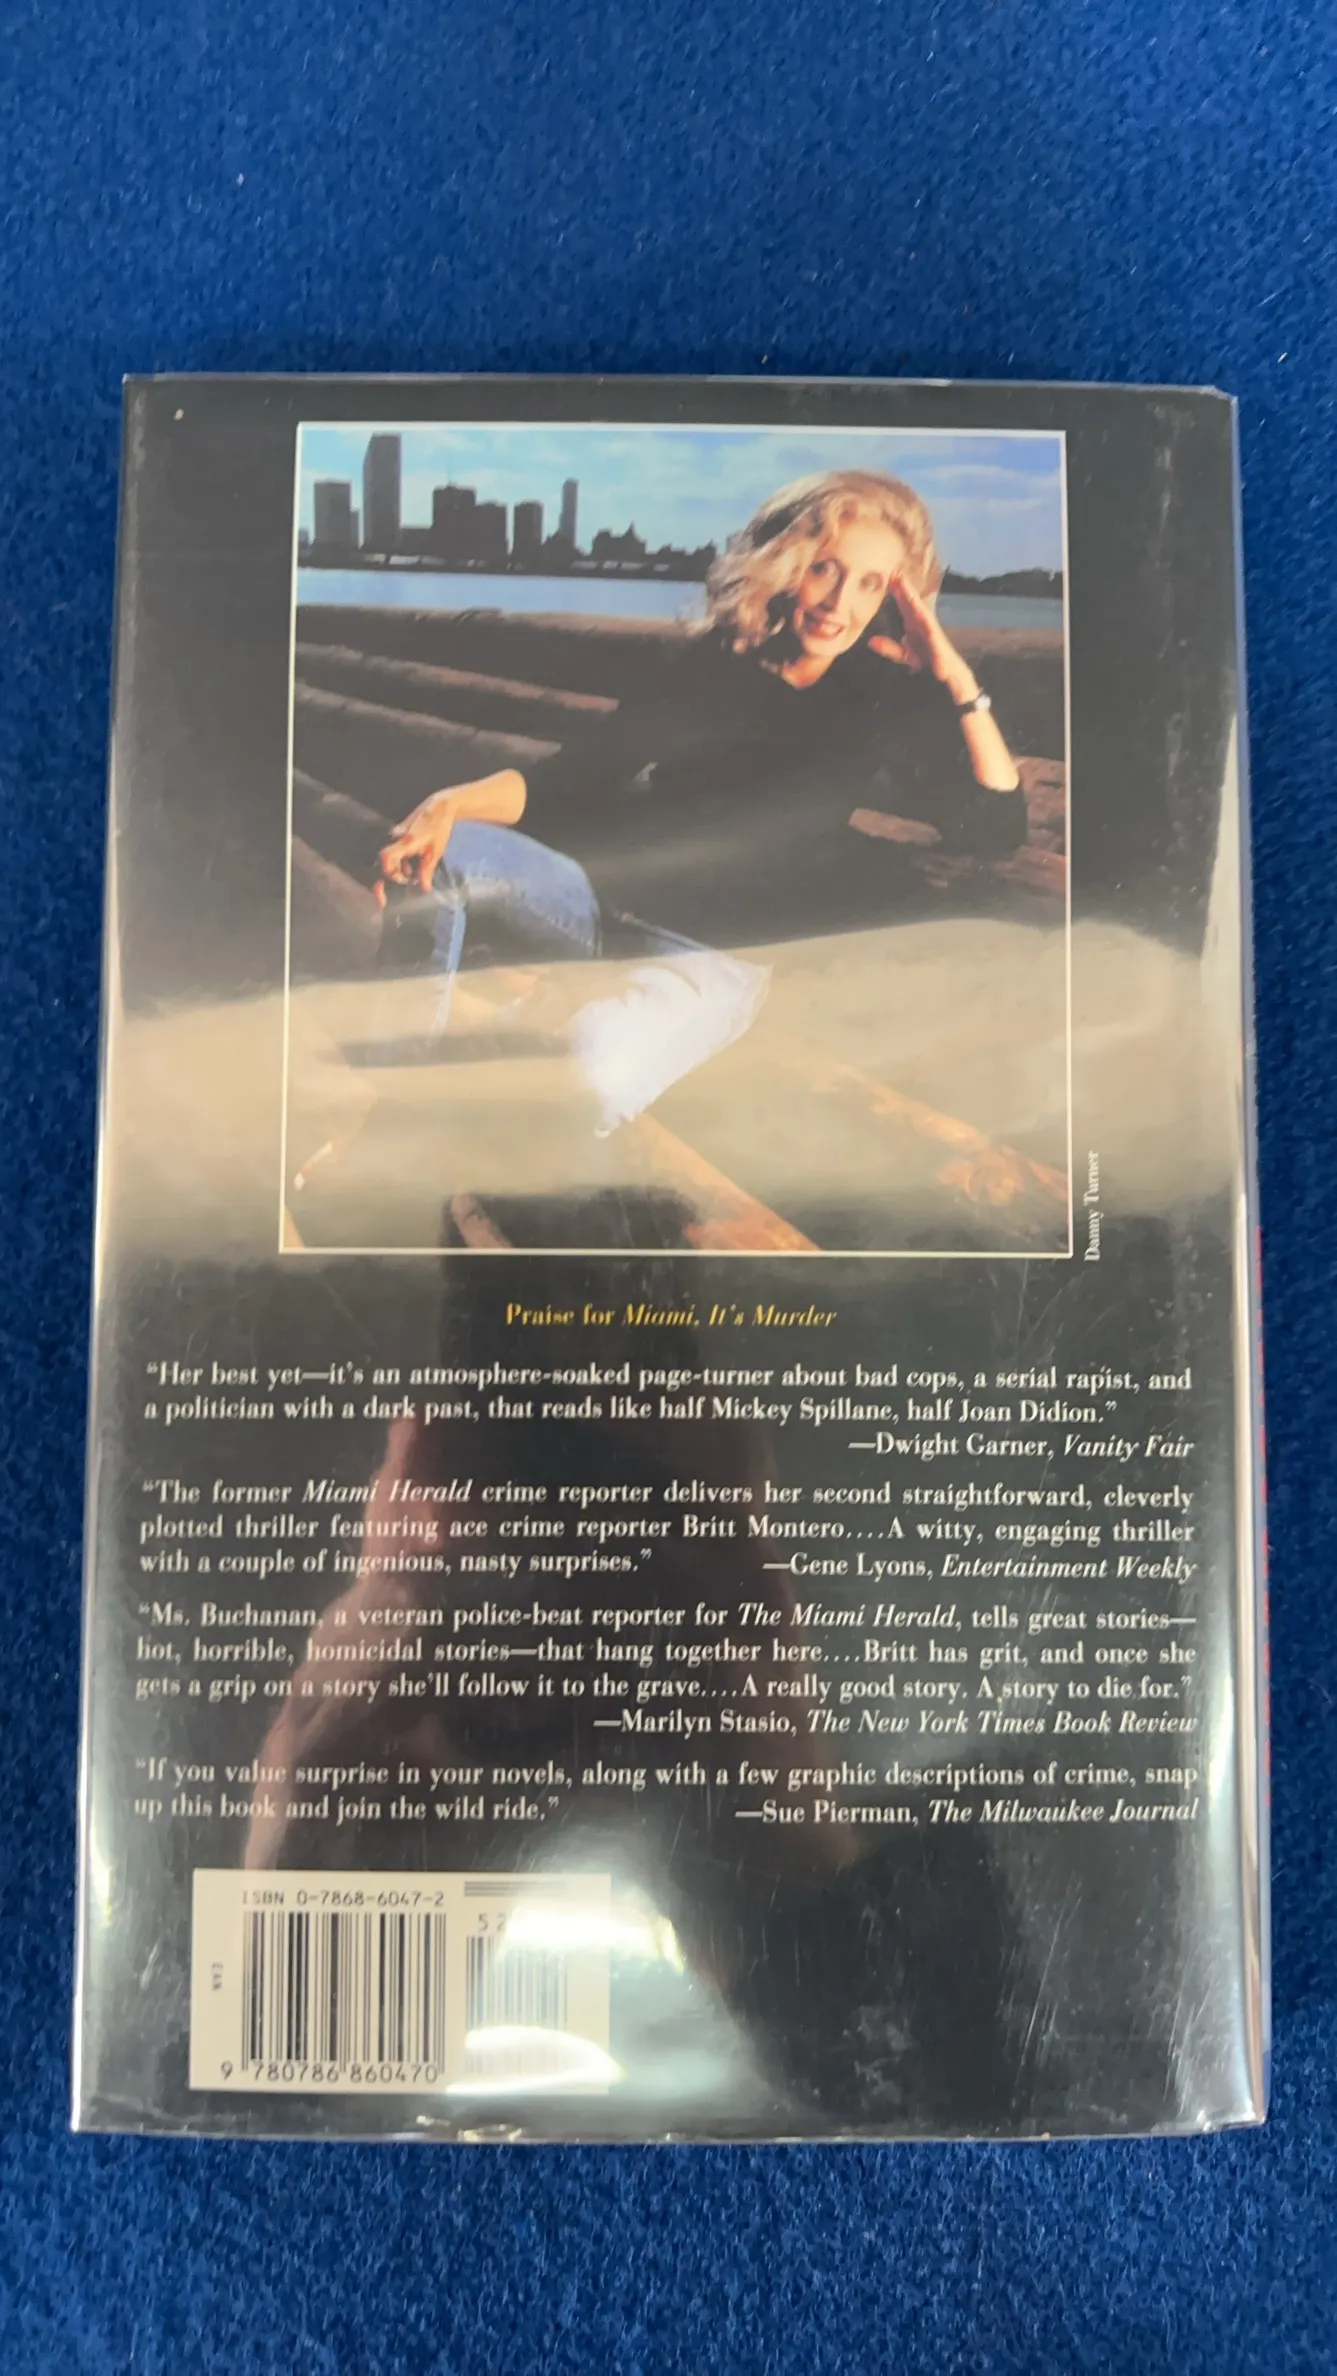 Danny Turner
Praise for Miami, It's Murder
“Her best yet—it's an atmosphere-soaked page-turner about bad cops, a serial rapist, and
a politician with a dark past, that reads like half Mickey Spillane, half Joan Didion.”
—Dwight Garner, Vanity Fair
“The former Miami Herald crime reporter delivers her second straightforward, cleverly
plotted thriller featuring ace crime reporter Britt Montero....A witty, engaging thriller
with a couple of ingenious, nasty surprises.” —Gene Lyons, Entertainment Weekly
“Ms. Buchanan, a veteran police-beat reporter for The Miami Herald, tells great stories—
hot, horrible, homicidal stories—that hang together here....Britt has grit, and once she
gets a grip on a story she'll follow it to the grave....A really good story. A story to die for.”
—Marilyn Stasio, The New York Times Book Review
“If you value surprise in your novels, along with a few graphic descriptions of crime, snap
up this book and join the wild ride.” —Sue Pierman, The Milwaukee Journal
ISBN 0-7868-6047-2
52
EAN
9 780786 860470